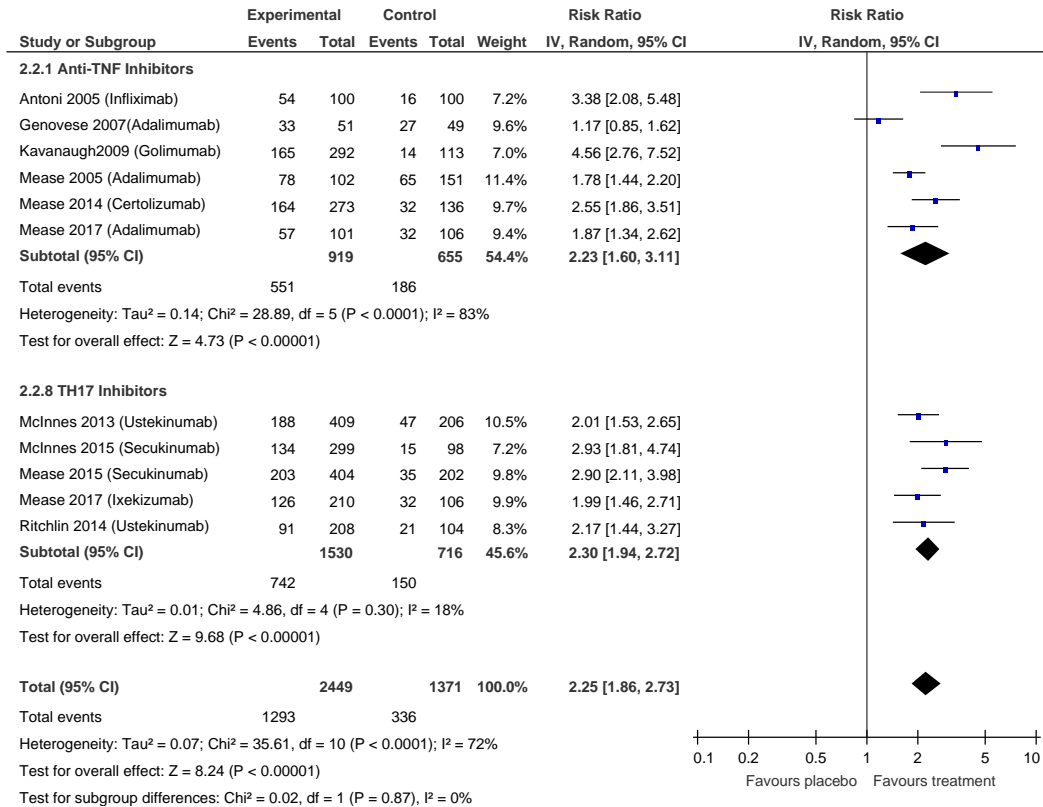 Experimental Control Risk Ratio Risk Ratio
Study or Subgroup Events Total Events Total Weight IV, Random, 95% CI IV, Random, 95% CI
2.2.1 Anti-TNF Inhibitors
Antoni 2005 (Infliximab) 54 100 16 100 7.2% 3.38 [2.08, 5.48]
Genovese 2007(Adalimumab) 33 51 27 49 9.6% 1.17 [0.85, 1.62]
Kavanaugh2009 (Golimumab) 165 292 14 113 7.0% 4.56 [2.76, 7.52]
Mease 2005 (Adalimumab) 78 102 65 151 11.4% 1.78 [1.44, 2.20]
Mease 2014 (Certolizumab) 164 273 32 136 9.7% 2.55 [1.86, 3.51]
Mease 2017 (Adalimumab) 57 101 32 106 9.4% 1.87 [1.34, 2.62]
Subtotal (95% CI) 919 655 54.4% 2.23 [1.60, 3.11]
Total events 551 186
Heterogeneity: Tau² = 0.14; Chi² = 28.89, df = 5 (P < 0.0001); I² = 83%
Test for overall effect: Z = 4.73 (P < 0.00001)
2.2.8 TH17 Inhibitors
McInnes 2013 (Ustekinumab) 188 409 47 206 10.5% 2.01 [1.53, 2.65]
McInnes 2015 (Secukinumab) 134 299 15 98 7.2% 2.93 [1.81, 4.74]
Mease 2015 (Secukinumab) 203 404 35 202 9.8% 2.90 [2.11, 3.98]
Mease 2017 (Ixekizumab) 126 210 32 106 9.9% 1.99 [1.46, 2.71]
Ritchlin 2014 (Ustekinumab) 91 208 21 104 8.3% 2.17 [1.44, 3.27]
Subtotal (95% CI) 1530 716 45.6% 2.30 [1.94, 2.72]
Total events 742 150
Heterogeneity: Tau² = 0.01; Chi² = 4.86, df = 4 (P = 0.30); I² = 18%
Test for overall effect: Z = 9.68 (P < 0.00001)
Total (95% CI) 2449 1371 100.0% 2.25 [1.86, 2.73]
Total events 1293 336
Heterogeneity: Tau² = 0.07; Chi² = 35.61, df = 10 (P < 0.0001); I² = 72%
Test for overall effect: Z = 8.24 (P < 0.00001)
Test for subgroup differences: Chi² = 0.02, df = 1 (P = 0.87), I² = 0%
0.1 0.2 0.5 1 2 5 10
Favours placebo Favours treatment